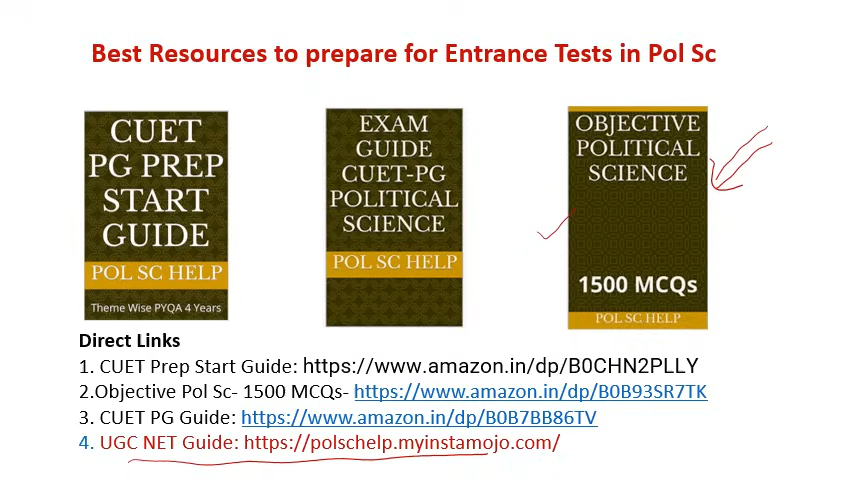 Best Resources to prepare for Entrance Tests in Pol Sc
CUET
PG PREP
START
GUIDE
POL SC HELP
Theme Wise PYQA 4 Years
EXAM
GUIDE
CUET-PG
POLITICAL
SCIENCE
POL SC HELP
OBJECTIVE
POLITICAL
SCIENCE
1500 MCQs
POL SC HELP
Direct Links
1. CUET Prep Start Guide: https://www.amazon.in/dp/B0CHN2PLLY
2.Objective Pol Sc- 1500 MCQs- https://www.amazon.in/dp/B0B93SR7TK
3. CUET PG Guide: https://www.amazon.in/dp/B0B7BB86TV
4. UGC NET Guide: https://polschelp.myinstamojo.com/